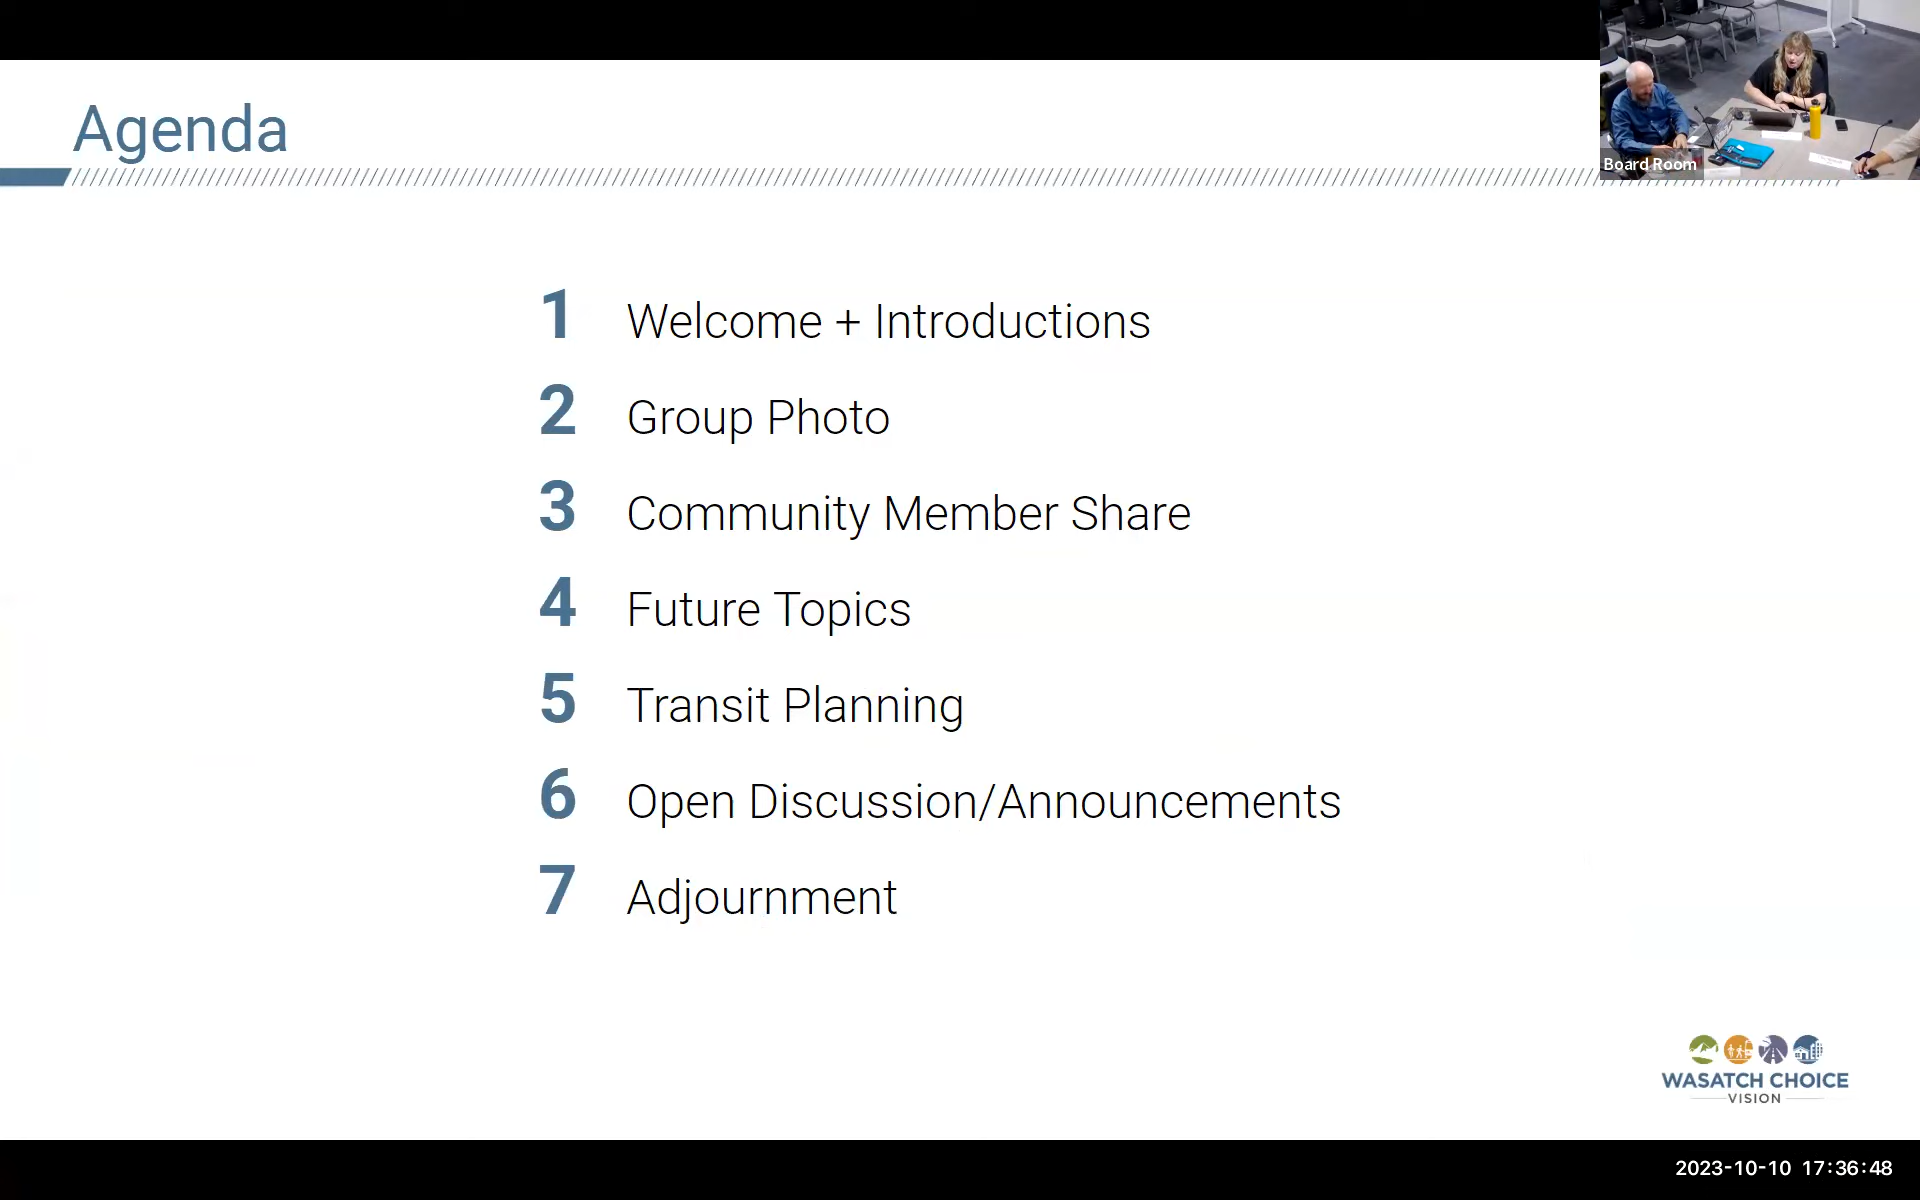 Agenda
Board Room
1 Welcome + Introductions
2 Group Photo
3 Community Member Share
4 Future Topics
5 Transit Planning
6 Open Discussion/Announcements
7 Adjournment
WASATCH CHOICE
VISION
2023-10-10 17:36:48